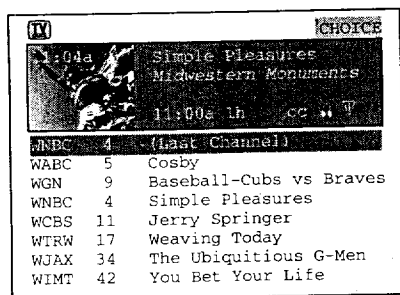 TV CHOICE
1:04a Simple Pleasures
Midwestern Monuments
11:00a 1h CC
WNBC 4 (Last Channel)
WABC 5 Cosby
WGN 9 Baseball-Cubs vs Braves
WNBC 4 Simple Pleasures
WCBS 11 Jerry Springer
WTRW 17 Weaving Today
WJAX 34 The Ubiquitious G-Men
WIMT 42 You Bet Your Life